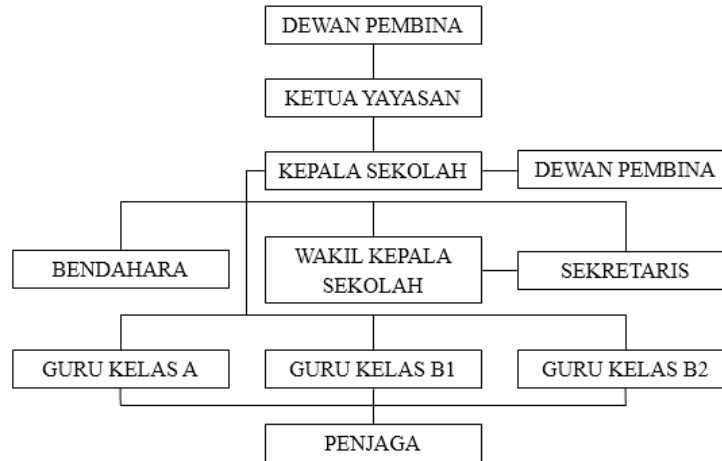 DEWAN PEMBINA
KETUA YAYASAN
KEPALA SEKOLAH
DEWAN PEMBINA
BENDAHARA
WAKIL KEPALA
SEKOLAH
SEKRETARIS
GURU KELAS A
GURU KELAS B1
GURU KELAS B2
PENJAGA